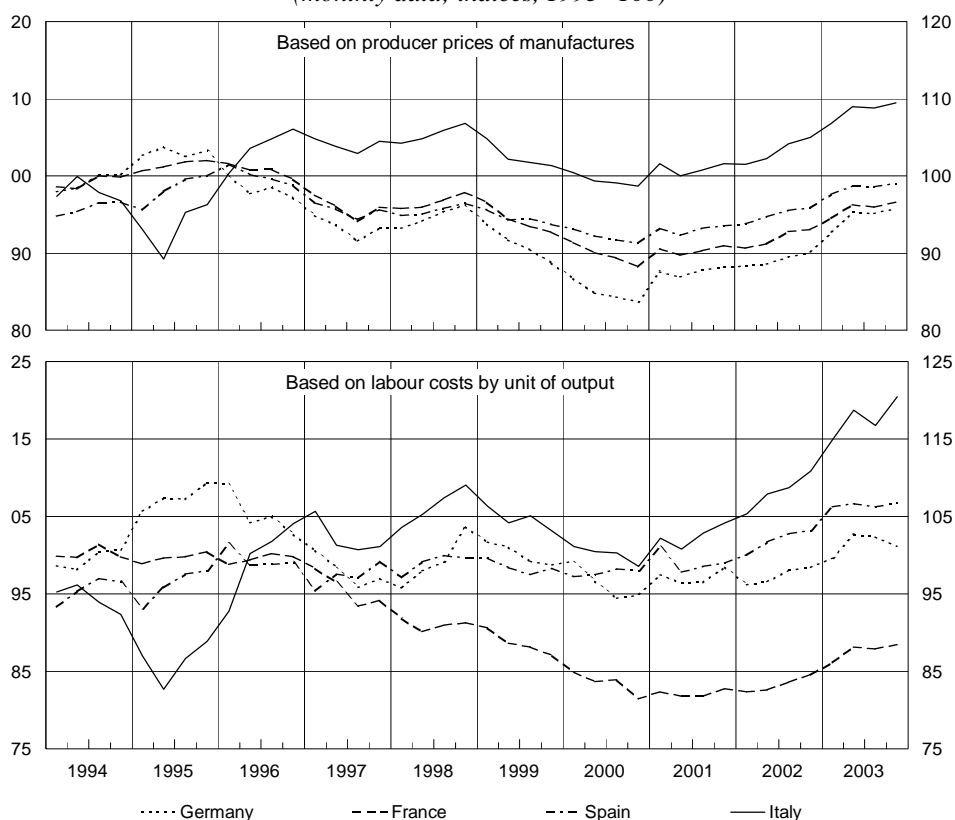 (monthly data; indices,
Based on producer prices of manufactures
20 120
10 110
00 100
90 90
80 80
Based on labour costs by unit of output
25 125
15 115
05 105
95 95
85 85
75 75
1994 1995 1996 1997 1998 1999 2000 2001 2002 2003
Germany France Spain Italy